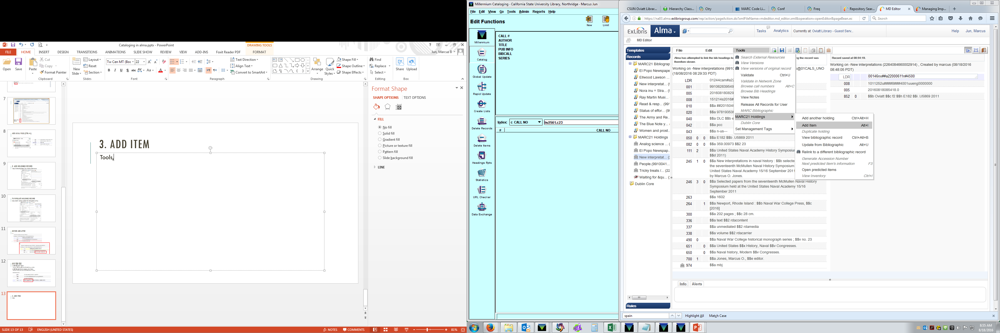 Cataloging in alma.pptx - PowerPoint
DRAWING TOOLS
FILE HOME INSERT DESIGN TRANSITIONS ANIMATIONS SLIDE SHOW REVIEW VIEW ADD-INS Foxit Reader PDF FORMAT
Jun, Marcus B
Open Save Paste Cut Copy Format Painter
Clipboard
New Slide Layout Reset Section
Slides
Tw Cen MT (Boc 22
Font
Text Direction Align Text Convert to SmartArt
Paragraph
Arrange Quick Styles Shape Fill Shape Outline Shape Effects
Drawing
Find Replace Select
Editing
Share Upload
Box
7
8
ADD LOCAL FIELD (CTRL+L)
9
2. ADD HOLDINGS RECORD
10
TO POPULATE HOLDINGS RECORD
11
BEFORE AND AFTER
12
852 $$B $$C
13
3. ADD ITEM
3. ADD ITEM
Tools,
Format Shape
SHAPE OPTIONS TEXT OPTIONS
FILL
No fill
Solid fill
Gradient fill
Picture or texture fill
Pattern fill
Slide background fill
LINE
SLIDE 13 OF 13 ENGLISH (UNITED STATES) NOTES COMMENTS 81%
Millennium Cataloging · California State University Library, Northridge · Marcus Jun
File Edit View Go Tools Admin Reports Help
Edit Functions
New Limit
Millennium
Catalog
Global Update
Rapid Update
Create Lists
Delete Records
Delete Items
Headings Rpts
Statistics
URL Checker
Data Exchange
CALL #
AUTHOR
TITLE
PUB INFO
BIBCALL
SERIES
Index: c CALL NO hv2561.c23
# CALL NO
CSUN Oviatt Librar... Hierarchy Class... Ctry MARC Code Li... Conf Freq Repository Sear... MD Editor Managing Imp...
https://na03.alma.exlibrisgroup.com/rep/action/pageAction.do?xmlFileName=mdeditor.md_editor.xml&operation=openEditor&pageBean.ec
Search
ExLibris Alma
Tasks Analytics Currently at: Oviatt Library - Guest Serv... Help Jun, Marcus
MD Editor
Templates
Records
MARC21 Bibliograp
El Popo Newspape
Ellwood Lawson ...
New interpretat... (9
Nora inu = Stra...
Ray Martin Musi...
Read & resp... (991
Status of effor...
The Army and Re...
The Blue Note y...
Women and prost...
MARC21 Holdings
Analog science ...
El Popo Newspap...
New interpretat... (2
People.(9910041...
Tricky treats /... (22
Waiting for &qu... (:
Dublin Core
Rules
File Edit Tools
Alma has attempted to link the bib headings to
therefore slower.
ng the record was
Working on -New interpretations (9910
s@01CALS_UNO
(18/08/2016 08:29:33 PDT)
LDR 01244cam#a22
001 991062639549
005 201608180829
008 151214s2016#
010 $$a ##2015049
020 $$a 978193535
040 $$a DLC $$b e
042 $$a pcc
043 $$a n-us---
050 0 0 $$a E182 $$b .U5869 2011
082 0 0 $$a 359.00973 $$2 23
111 2 $$a United States Naval Academy History Symposium
$$d 2011)
245 1 0 $$a New interpretations in naval history : $$b selected
the seventeenth McMullen Naval History Symposium
United States Naval Academy 15/16 September 2011
by Marcus O. Jones.
246 3 0 $$a Selected papers from the seventeenth McMullen Naval History
Symposium held at the United States Naval Academy 15/16
September 2011
263 $$a 1602
264 1 $$a Newport, Rhode Island : $$b Naval War College Press, $$c
[2016]
300 $$a 202 pages ; $$c 28 cm.
336 $$a text $$2 rdacontent
337 $$a unmediated $$2 rdamedia
338 $$a volume $$2 rdacarrier
490 0 $$a Naval War College historical monograph series ; $$v no. 23
651 0 $$a United States $$x History, Naval $$v Congresses.
650 0 $$a Naval history, Modern $$v Congresses.
700 1 $$a Jones, Marcus O., $$e editor.
974 $$a mbj
Search External Resources
View Versions
View versions of original record
Validate Ctrl+U
Validate in Network Zone
Browse call numbers Alt+C
Browse Bib Headings
View Notes
Release All Records for User
MARC Bibliographic
MARC21 Holdings
Dublin Core
Set Management Tags
Add another holding Ctrl+Alt+H
Add Item Alt+I
Duplicate holding
View bibliographic record Ctrl+Alt+B
Update from Bibliographic Alt+U
Relink to a different bibliographic record
Generate Accession Number
Next predicted Item's information F3
Open predicted items
View Inventory Ctrl+I
Record saved at 08:54:19.
Working on -New interpretations (2264084660002914) , Created by marcus (08/18/2016
08:48:05 PDT)
LDR 00146nx##a22000611n#4500
008 1011252u####8###4001uueng0000000
005 20160818085418.0
852 0 $$b Oviatt $$c f2 $$h E182 $$i .U5869 2011
Info Alerts
spain Highlight All Match Case
8:55 AM
8/18/2016